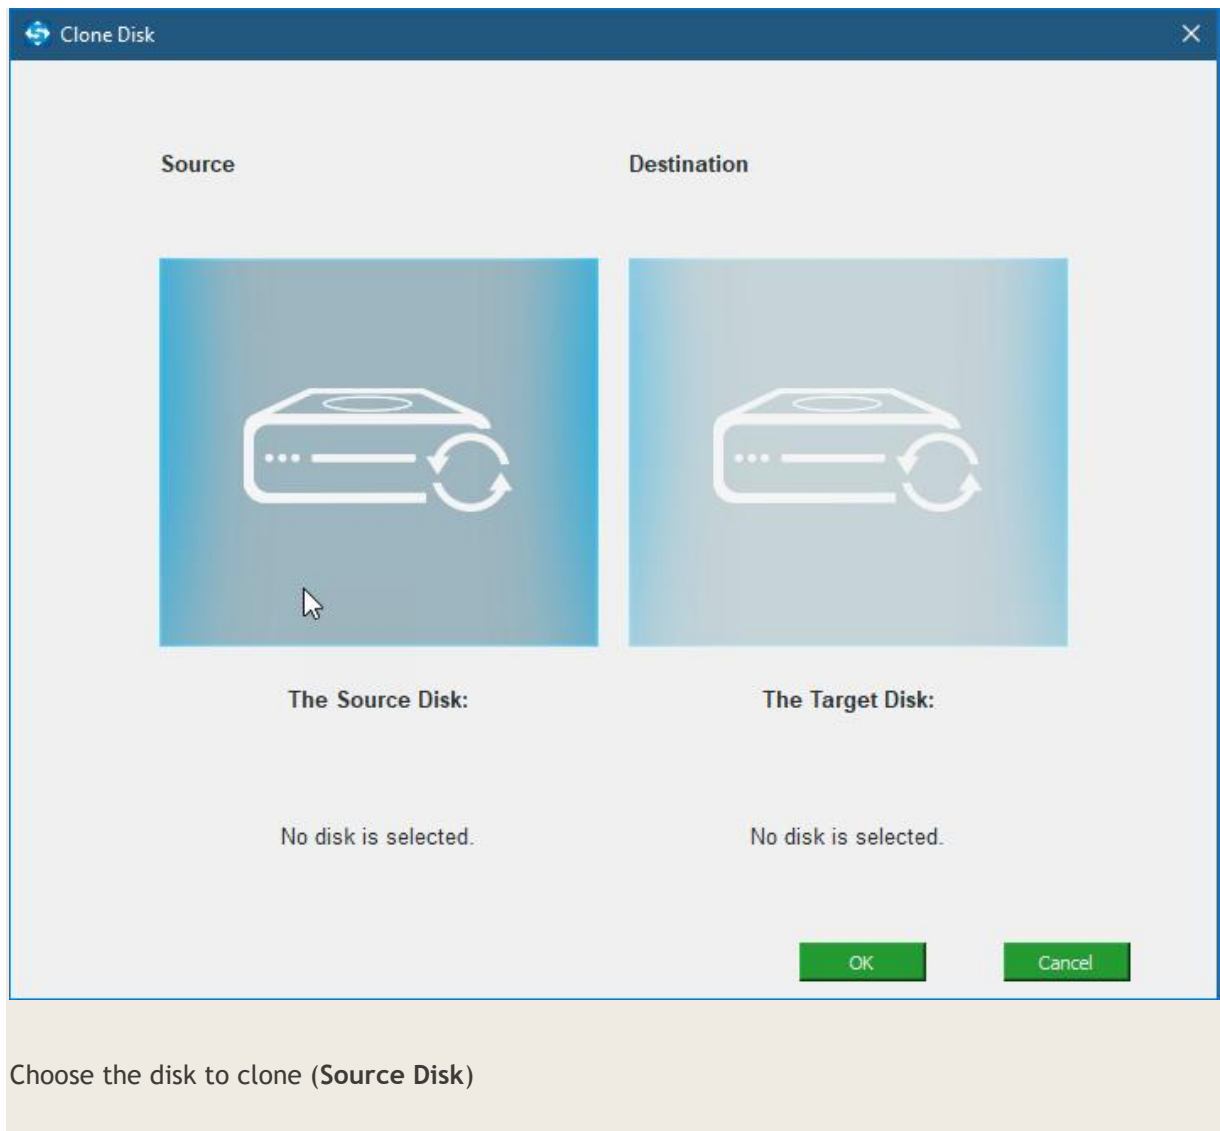 Clone Disk
Source
Destination
The Source Disk:
The Target Disk:
No disk is selected.
No disk is selected.
OK
Cancel
Choose the disk to clone (Source Disk)